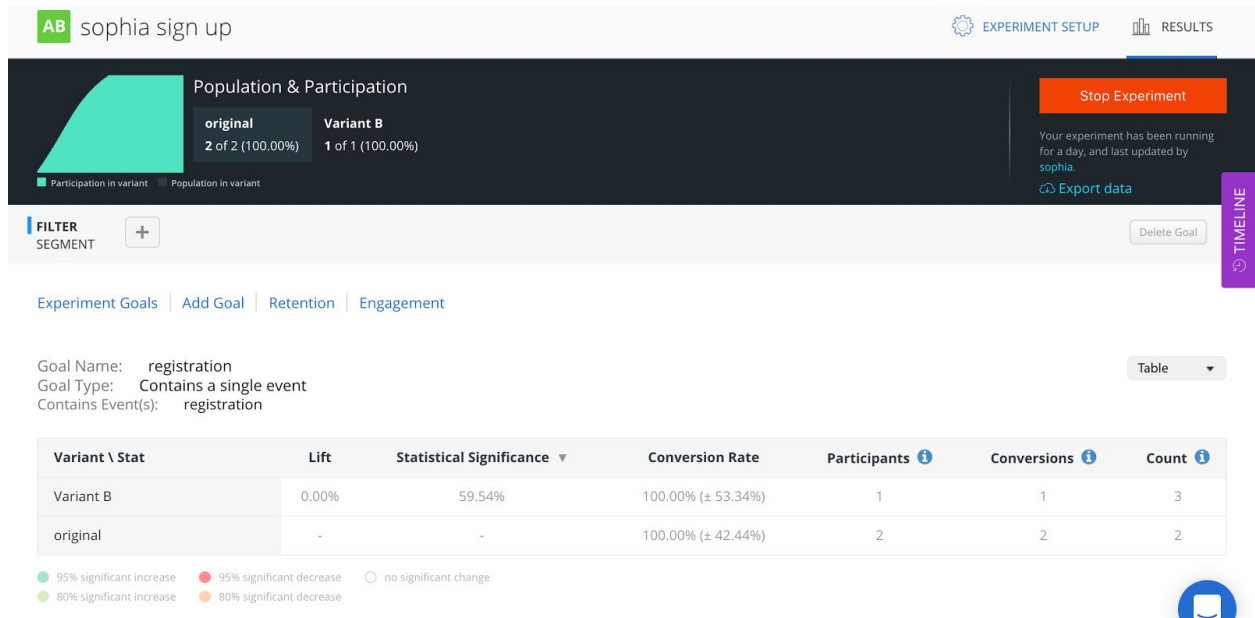 AB sophia sign up
EXPERIMENT SETUP
RESULTS
Population & Participation
original
2 of 2 (100.00%)
Variant B
1 of 1 (100.00%)
Participation in variant
Population in variant
Stop Experiment
Your experiment has been running
for a day, and last updated by
sophia.
Export data
TIMELINE
FILTER
SEGMENT
+
Delete Goal
Experiment Goals | Add Goal | Retention | Engagement
Goal Name: registration
Goal Type: Contains a single event
Contains Event(s): registration
Table
Variant \ Stat Lift Statistical Significance Conversion Rate Participants Conversions Count
Variant B 0.00% 59.54% 100.00% (± 53.34%) 1 1 3
original - - 100.00% (± 42.44%) 2 2 2
95% significant increase 95% significant decrease no significant change
80% significant increase 80% significant decrease